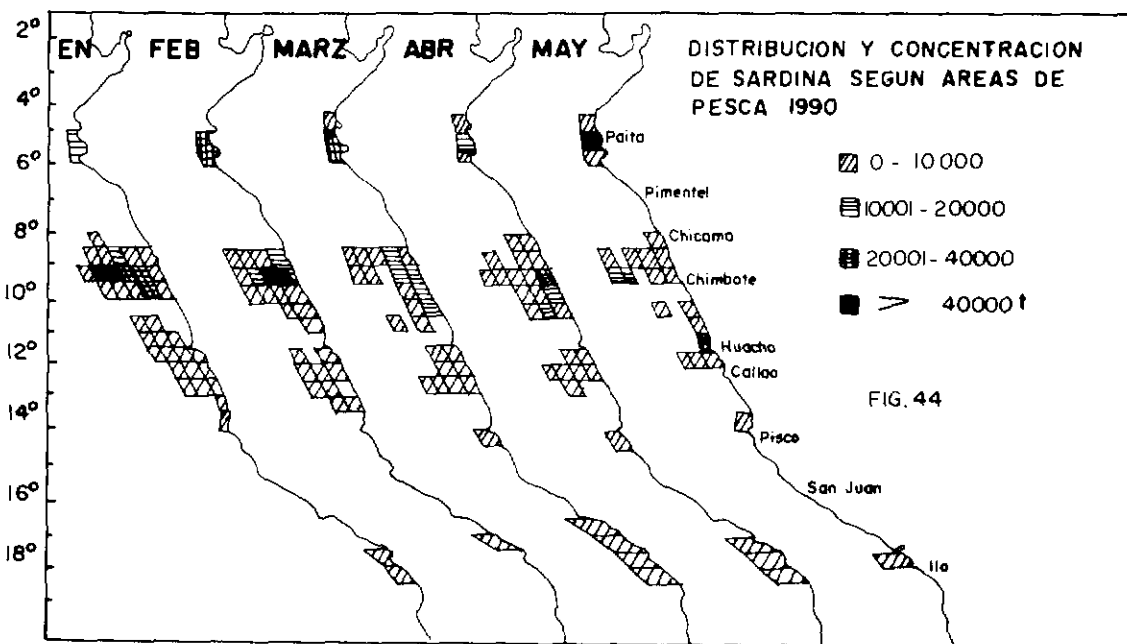 EN FEB MARZ ABR MAY
DISTRIBUCION Y CONCENTRACION
DE SARDINA SEGUN AREAS DE
PESCA 1990
2°
4°
6°
8°
10°
12°
14°
16°
18°
Paita
Pimentel
Chicama
Chimbote
Huacho
Callao
Pisco
San Juan
Ilo
0 - 10000
10001 - 20000
20001 - 40000
> 40000 t
FIG. 44